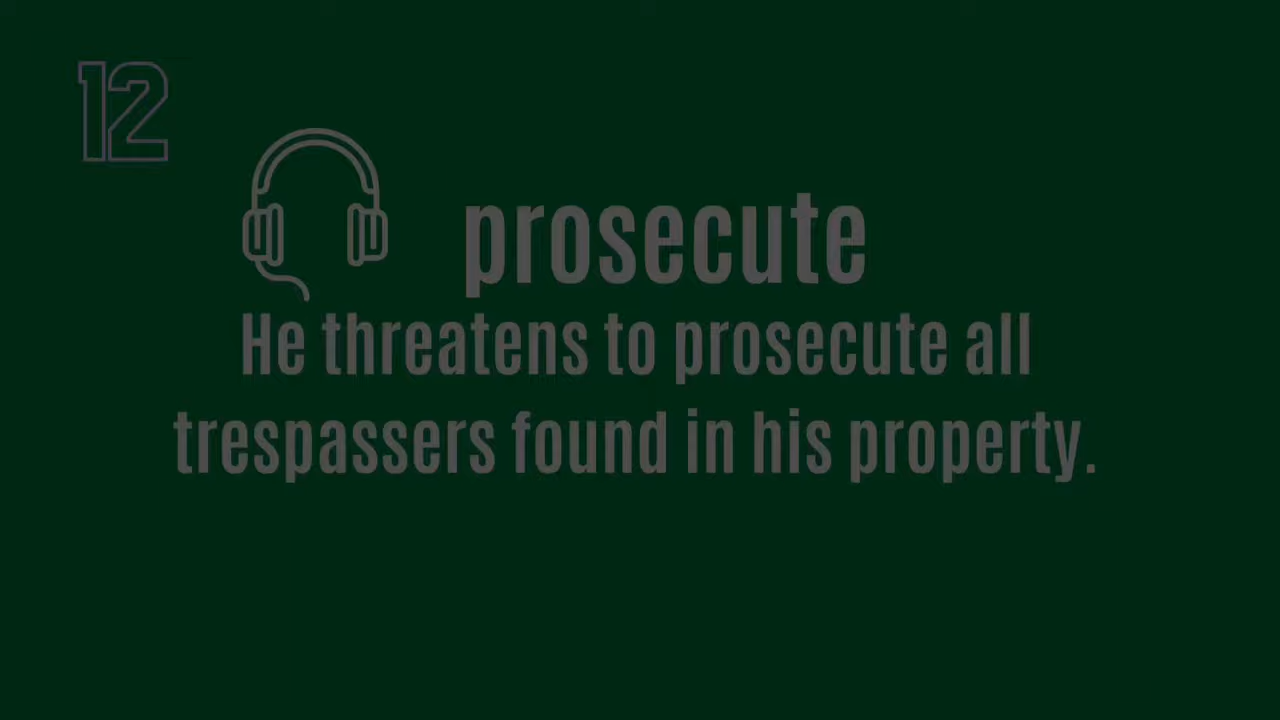 12
prosecute
He threatens to prosecute all
trespassers found in his property.